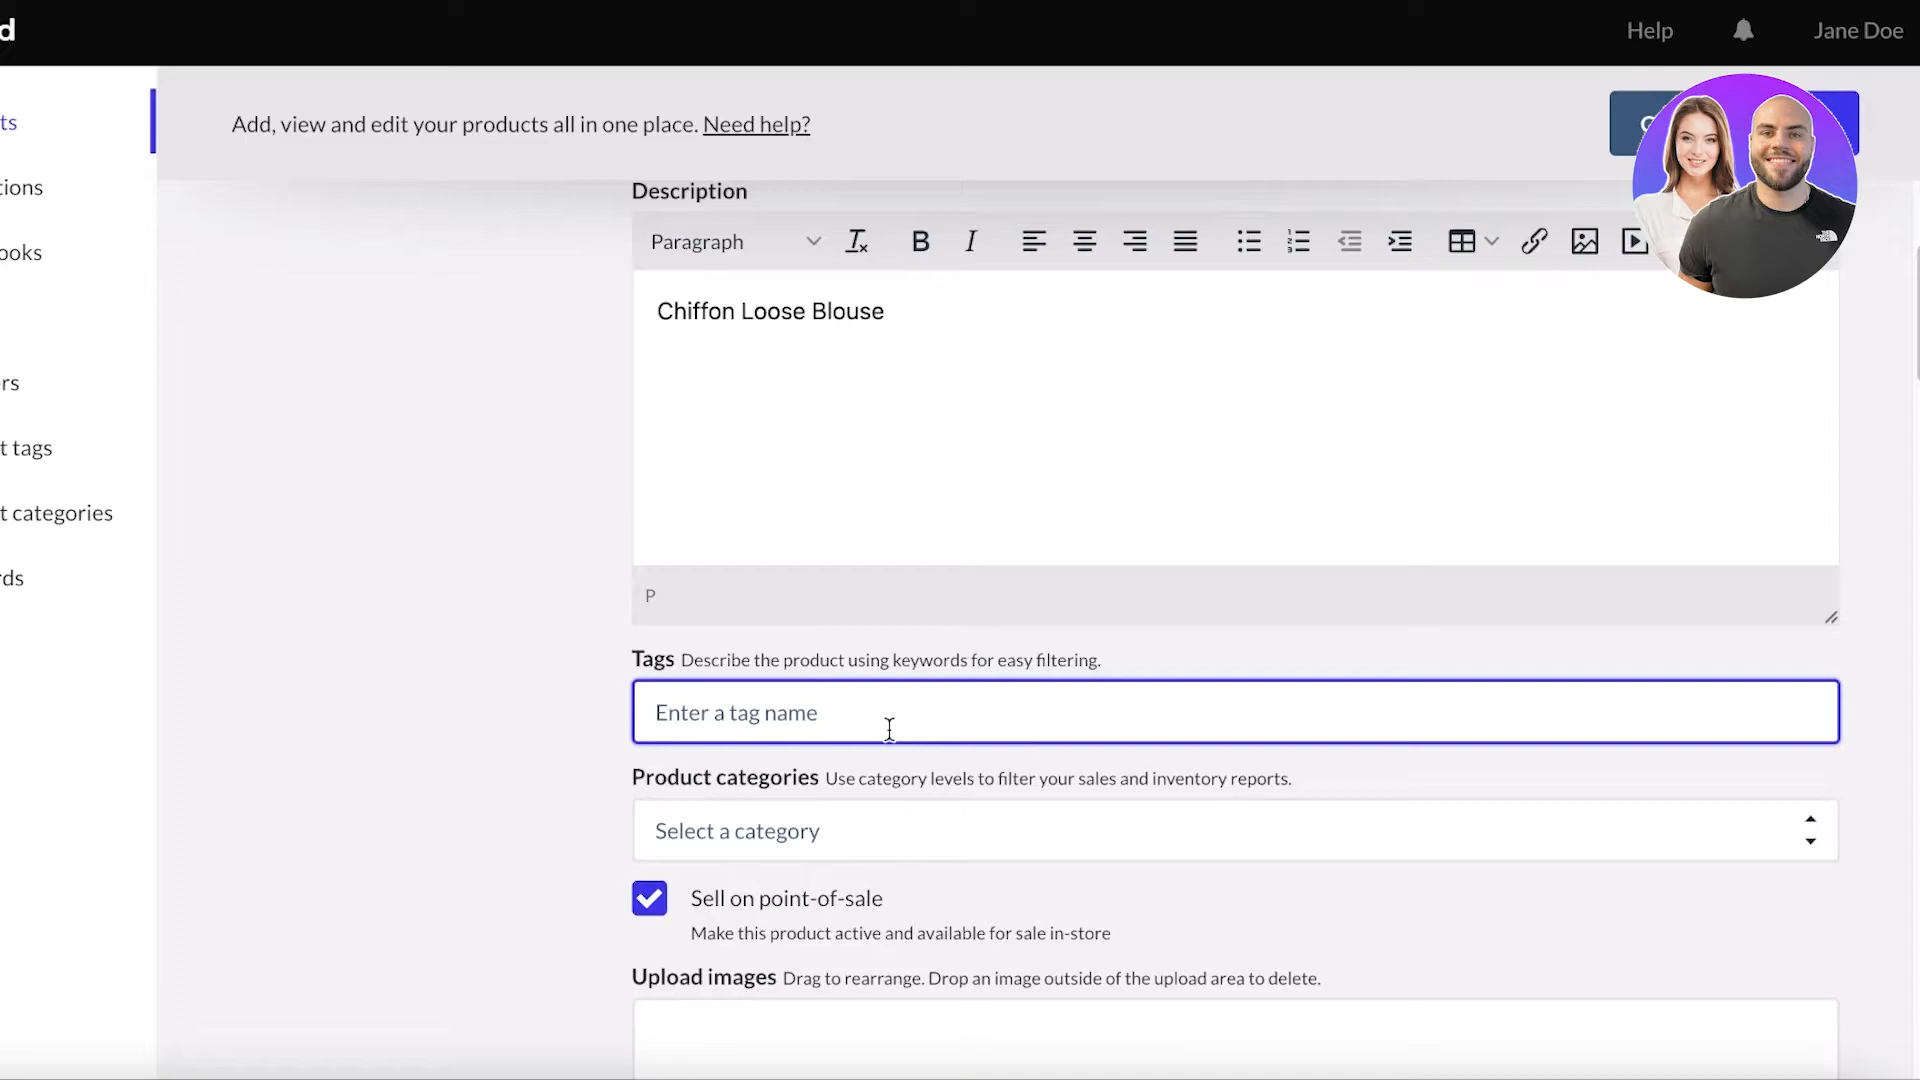 d
Help
Jane Doe
ts
tions
ooks
rs
t tags
t categories
rds
Add, view and edit your products all in one place. Need help?
Description
Paragraph
B
I
Chiffon Loose Blouse
P
Tags Describe the product using keywords for easy filtering.
Enter a tag name
Product categories Use category levels to filter your sales and inventory reports.
Select a category
Sell on point-of-sale
Make this product active and available for sale in-store
Upload images Drag to rearrange. Drop an image outside of the upload area to delete.